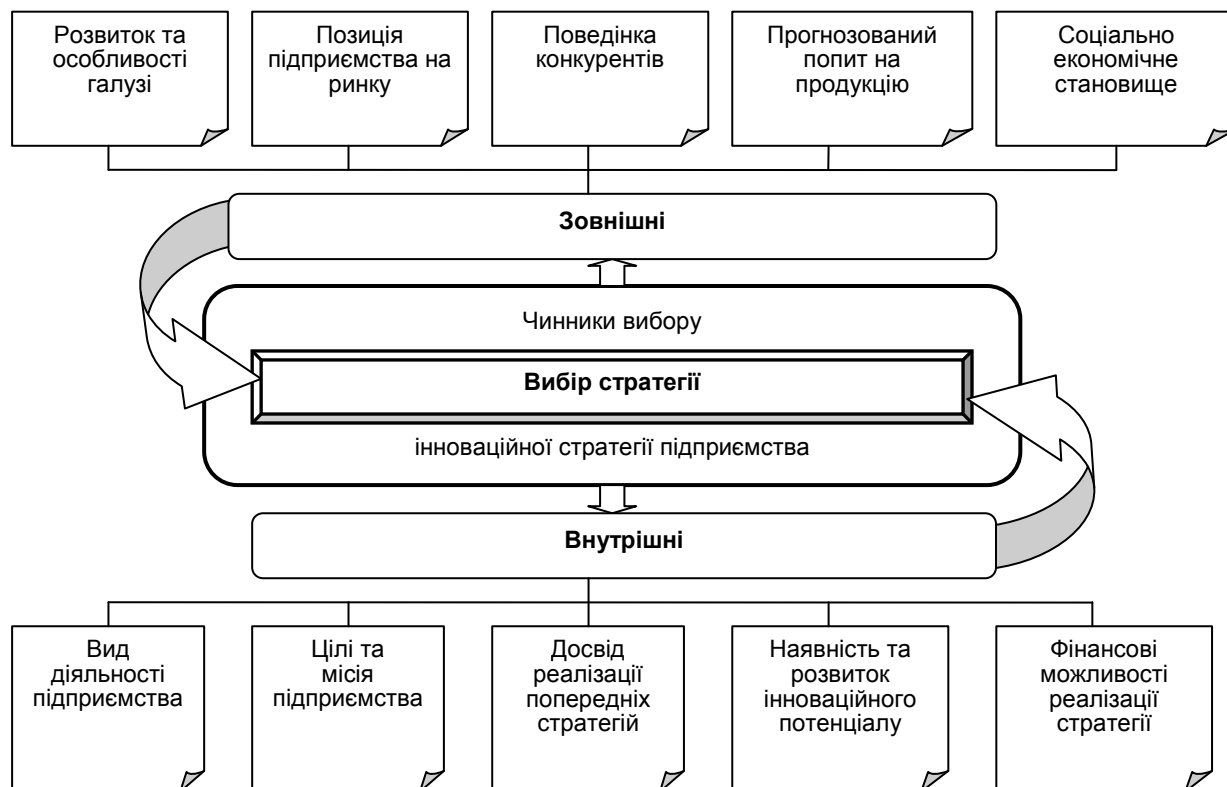 Розвиток та
особливості
галузі
Позиція
підприємства на
ринку
Поведінка
конкурентів
Прогнозований
попит на
продукцію
Соціально
економічне
становище
Зовнішні
Чинники вибору
Вибір стратегії
інноваційної стратегії підприємства
Внутрішні
Вид
діяльності
підприємства
Цілі та
місія
підприємства
Досвід
реалізації
попередніх
стратегій
Наявність та
розвиток
інноваційного
потенціалу
Фінансові
можливості
реалізації
стратегії